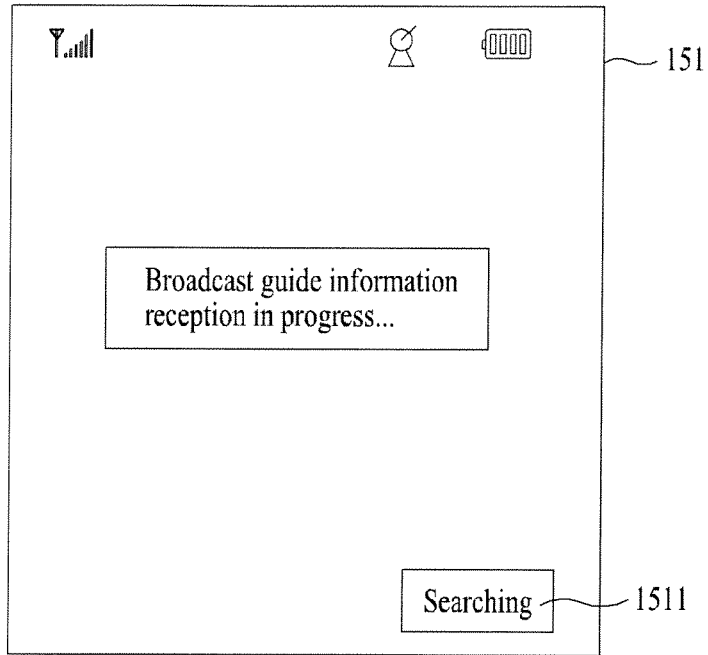 151
Broadcast guide information
reception in progress...
Searching
1511